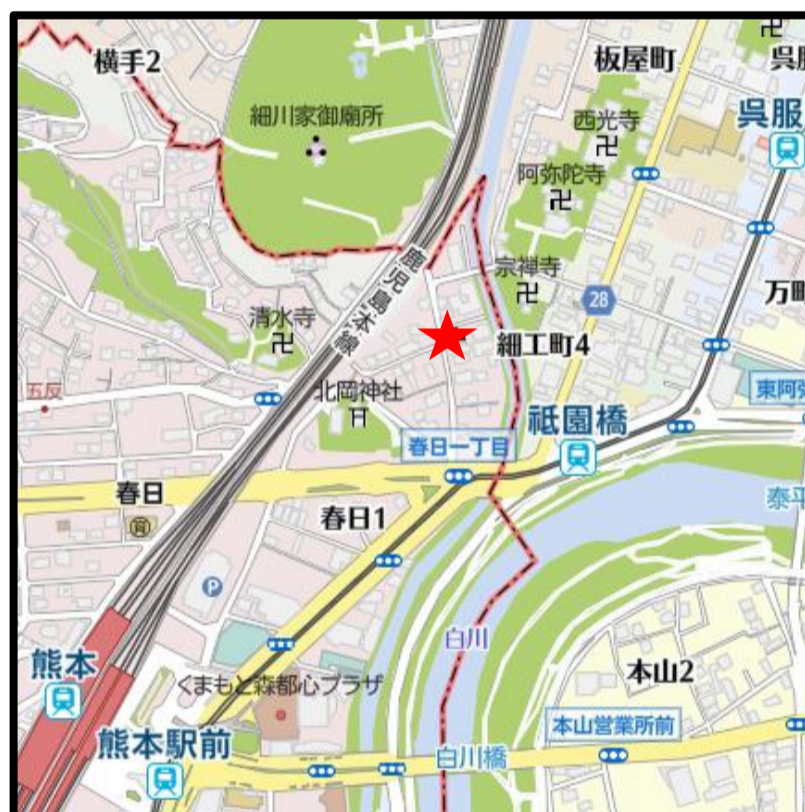 横手2
板屋町
呉服
細川家御廟所
西光寺
呉服
阿弥陀寺
鹿児島本線
宗禅寺
28
万町
清水寺
細工町4
五反
北岡神社
東阿弥
春日一丁目
祗園橋
春日
泰平
春日1
P
白川
熊本
本山2
くまもと森都心プラザ
本山営業所前
熊本駅前
白川橋